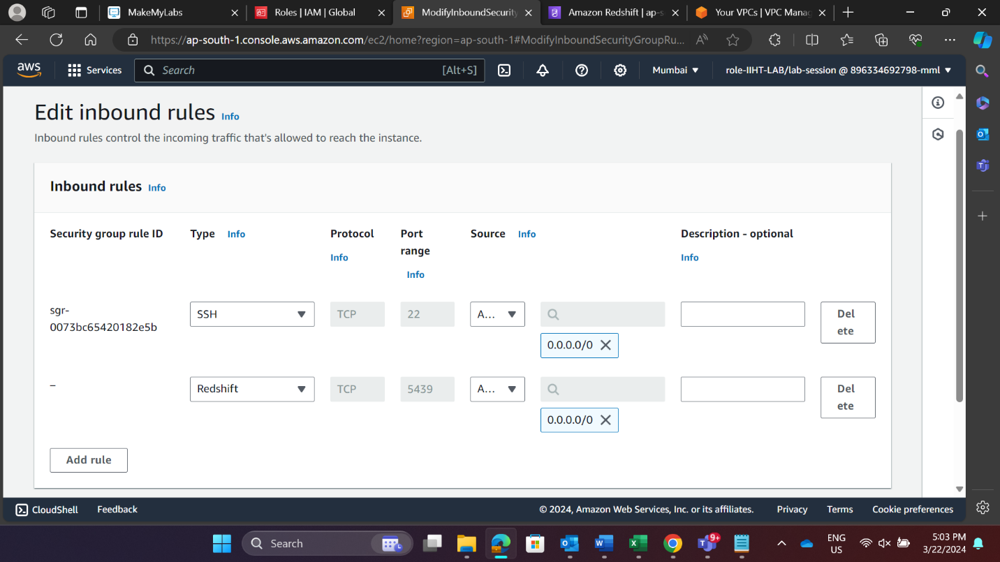 MakeMyLabs
Roles | IAM | Global
ModifyInboundSecurity
Amazon Redshift | ap-s
Your VPCs | VPC Manag
https://ap-south-1.console.aws.amazon.com/ec2/home?region=ap-south-1#ModifyInboundSecurityGroupRu...
aws
Services
Search
[Alt+S]
Mumbai
role-IIHT-LAB/lab-session @ 896334692798-mml
Edit inbound rules Info
Inbound rules control the incoming traffic that's allowed to reach the instance.
Inbound rules Info
Security group rule ID
Type Info
Protocol
Info
Port
range
Info
Source Info
Description - optional
Info
sgr-
0073bc65420182e5b
SSH
TCP
22
A...
0.0.0.0/0
Del
ete
–
Redshift
TCP
5439
A...
0.0.0.0/0
Del
ete
Add rule
CloudShell
Feedback
© 2024, Amazon Web Services, Inc. or its affiliates.
Privacy
Terms
Cookie preferences
Search
9+
ENG
US
5:03 PM
3/22/2024